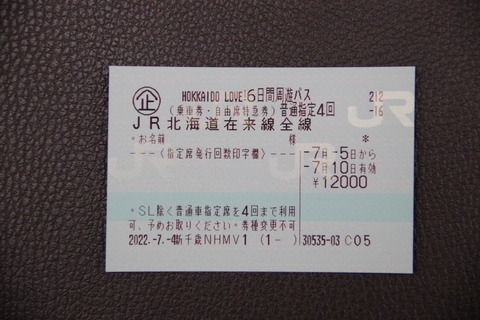 企 HOKKAIDO LOVE!6日間周遊パス 212
(乗車券・自由席特急券)普通指定4回 -16
JR北海道在来線全線
*お名前 様 *
---<指定席発行回数印字欄>--- -7月-5日から
-7月10日有効
¥12000
*SL除く普通車指定席を4回まで利用
可、予めお取りください*券種変更不可
2022.-7.-4新千歳NHMV1 (1-) 30535-03 C05